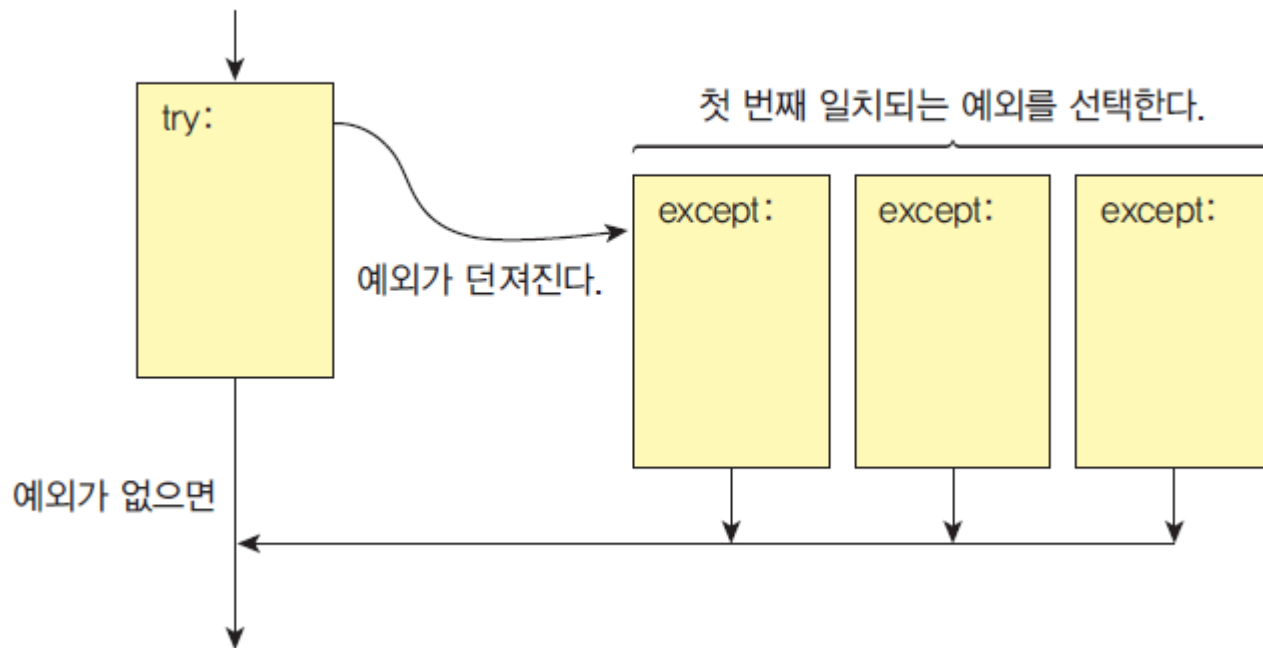 try:
첫 번째 일치되는 예외를 선택한다.
except:
except:
except:
예외가 던져진다.
예외가 없으면